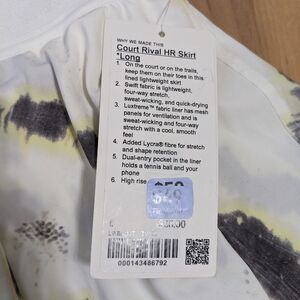 WHY WE MADE THIS
Court Rival HR Skirt
*Long
1. On the court or on the trails,
keep them on their toes in this
lined lightweight skirt
2. Swift fabric is lightweight,
four-way stretch,
sweat-wicking, and quick-drying
3. Luxtreme™ fabric liner has mesh
panels for ventilation and is
sweat-wicking and four-way
stretch with a cool, smooth
feel
4. Added Lycra® fibre for stretch
and shape retention
5. Dual-entry pocket in the liner
holds a tennis ball and your
phone
6. High rise
000143486792